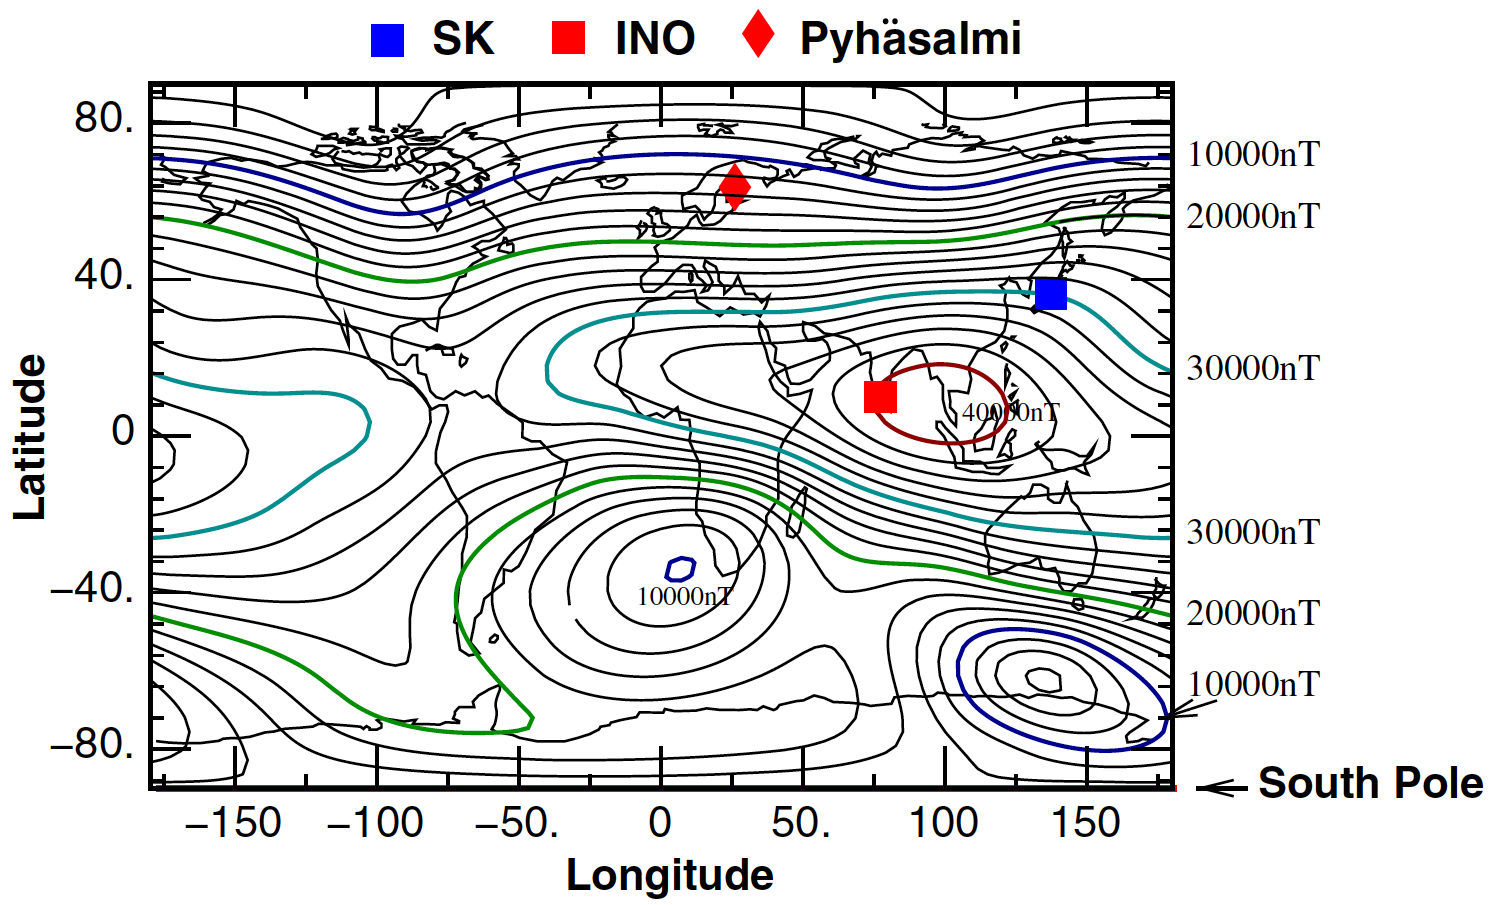 SK INO Pyhäsalmi
80.
10000nT
20000nT
40.
30000nT
40000nT
0
Latitude
30000nT
−40.
10000nT
20000nT
10000nT
−80.
South Pole
−150 −100 −50. 0 50. 100 150
Longitude